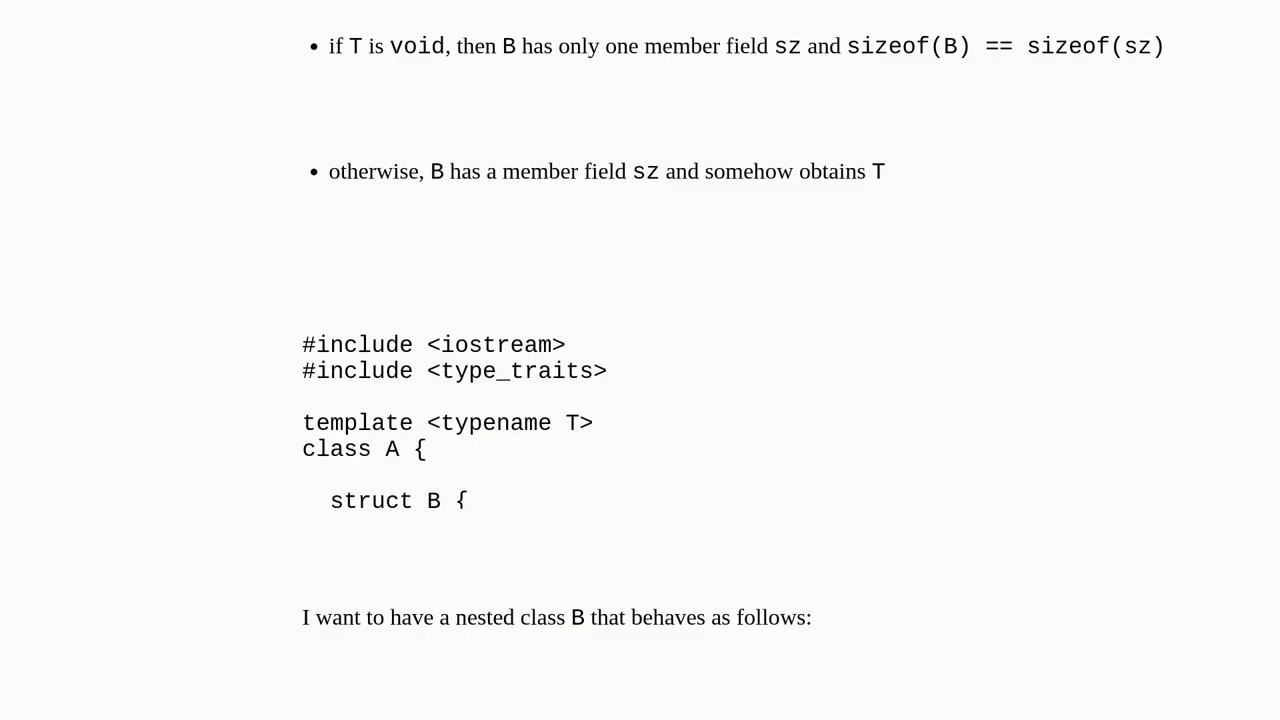 • if T is void, then B has only one member field sz and sizeof(B) == sizeof(sz)
• otherwise, B has a member field sz and somehow obtains T
#include <iostream>
#include <type_traits>
template <typename T>
class A {
  struct B {
I want to have a nested class B that behaves as follows: